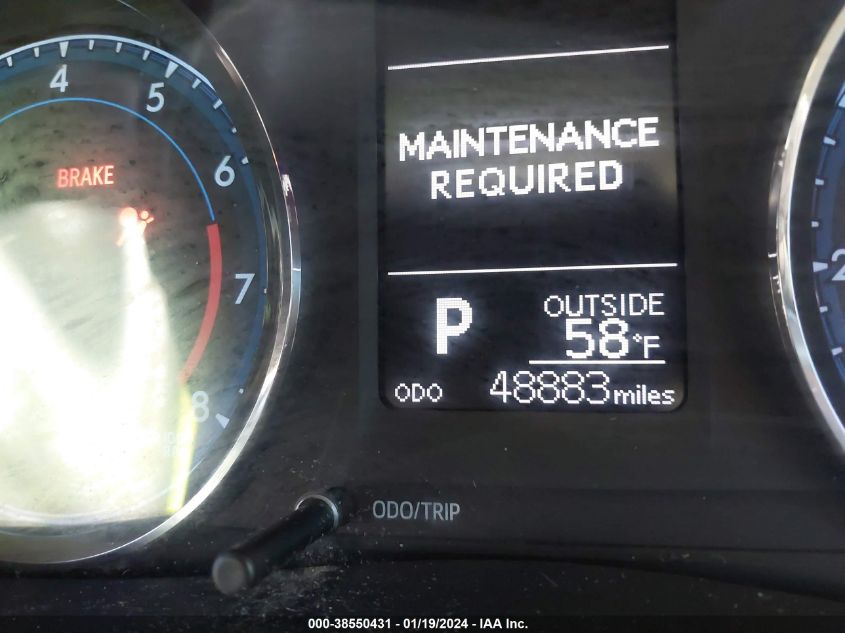 4
5
6
7
8
BRAKE
MAINTENANCE
REQUIRED
P
OUTSIDE
58°F
ODO 48883 miles
2
ODO/TRIP
000-38550431 - 01/19/2024 - IAA Inc.